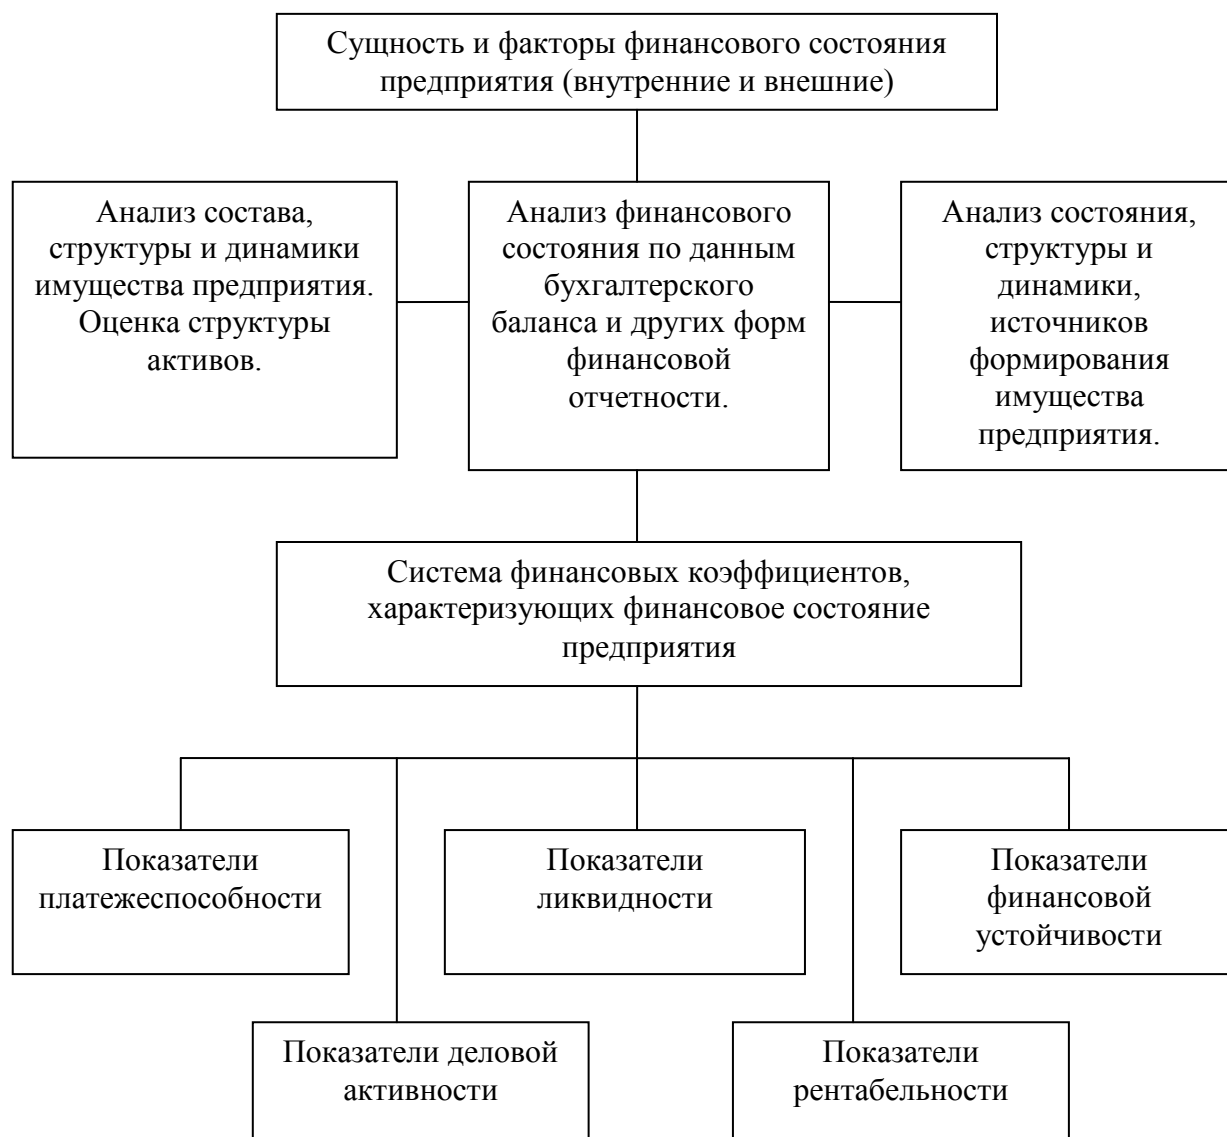 Сущность и факторы финансового состояния
предприятия (внутренние и внешние)
Анализ состава,
структуры и динамики
имущества предприятия.
Оценка структуры
активов.
Анализ финансового
состояния по данным
бухгалтерского
баланса и других форм
финансовой
отчетности.
Анализ состояния,
структуры и
динамики,
источников
формирования
имущества
предприятия.
Система финансовых коэффициентов,
характеризующих финансовое состояние
предприятия
Показатели
платежеспособности
Показатели
ликвидности
Показатели
финансовой
устойчивости
Показатели деловой
активности
Показатели
рентабельности